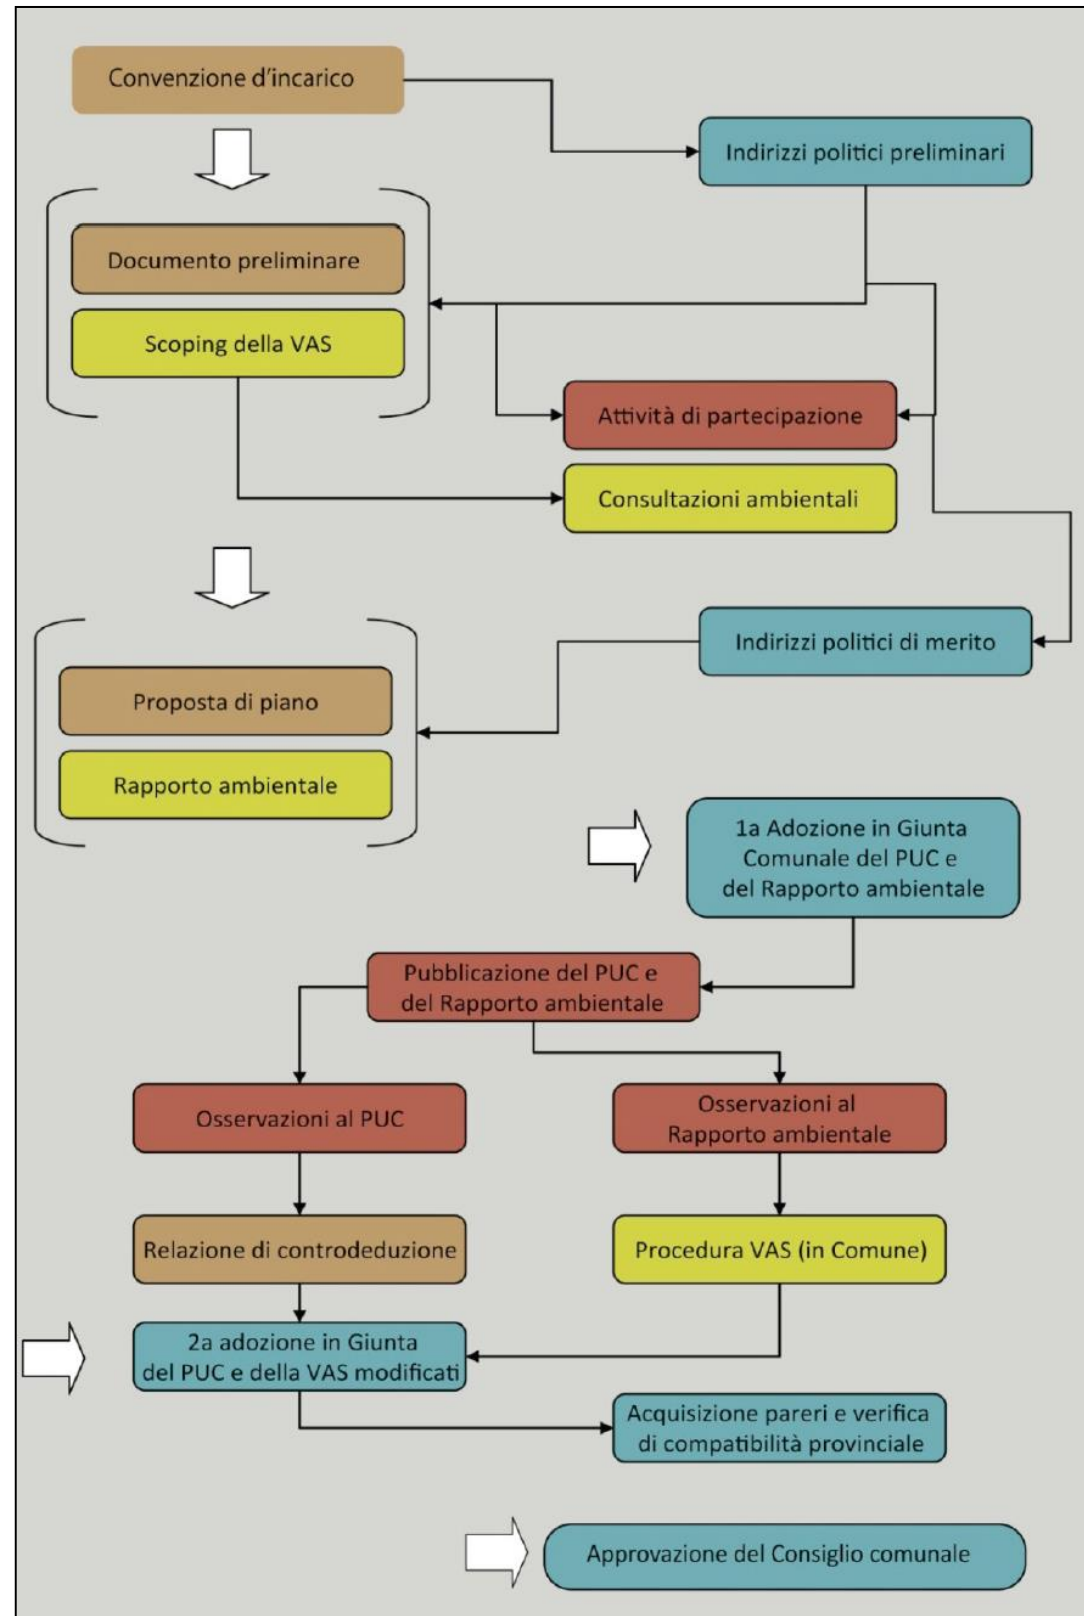 Convenzione d'incarico
Indirizzi politici preliminari
Documento preliminare
Scoping della VAS
Attività di partecipazione
Consultazioni ambientali
Indirizzi politici di merito
Proposta di piano
Rapporto ambientale
1a Adozione in Giunta
Comunale del PUC e
del Rapporto ambientale
Pubblicazione del PUC e
del Rapporto ambientale
Osservazioni al PUC
Osservazioni al
Rapporto ambientale
Relazione di controdeduzione
Procedura VAS (in Comune)
2a adozione in Giunta
del PUC e della VAS modificati
Acquisizione pareri e verifica
di compatibilità provinciale
Approvazione del Consiglio comunale